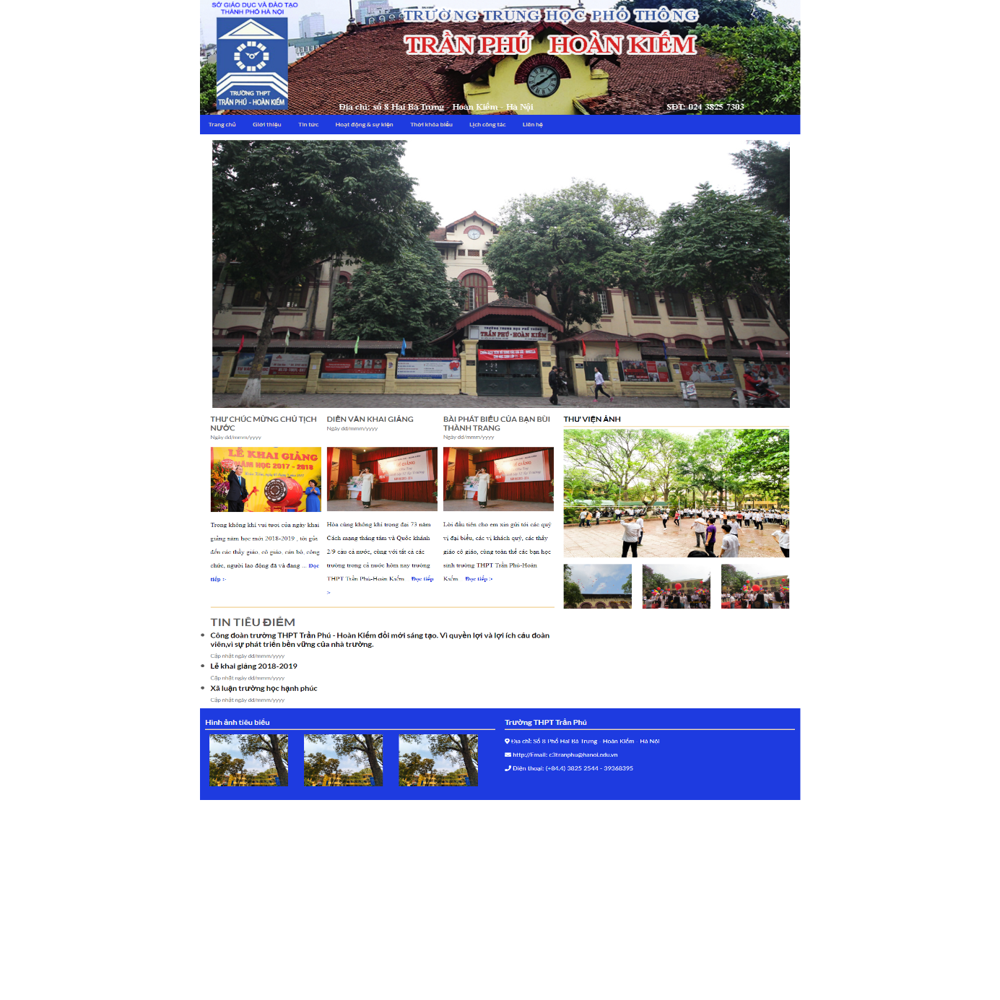 SỞ GIÁO DỤC VÀ ĐÀO TẠO
THÀNH PHỐ HÀ NỘI
TRƯỜNG THPT
TRẦN PHÚ - HOÀN KIẾM
TRƯỜNG TRUNG HỌC PHỔ THÔNG
TRẦN PHÚ HOÀN KIẾM
Địa chỉ: số 8 Hai Bà Trưng - Hoàn Kiếm - Hà Nội
SĐT: 024 3825 7303
Trang chủ Giới thiệu Tin tức Hoạt động & sự kiện Thời khóa biểu Lịch công tác Liên hệ
TRƯỜNG TRUNG HỌC PHỔ THÔNG
TRẦN PHÚ-HOÀN KIẾM
THƯ CHÚC MỪNG CHỦ TỊCH
NƯỚC
Ngày dd/mmm/yyyy
LỄ KHAI GIẢNG
NĂM HỌC 2017 - 2018
Trong không khí vui tươi của ngày khai
giảng năm học mới 2018-2019 , tôi gửi
đến các thầy giáo, cô giáo, cán bộ, công
chức, người lao động đã và đang ... Đọc
tiếp >
DIỄN VĂN KHAI GIẢNG
Ngày dd/mmm/yyyy
Hòa cùng không khí trọng đại 73 năm
Cách mạng tháng tám và Quốc khánh
2/9 cảu cả nước, cùng với tất cả các
trường trong cả nước hôm nay trường
THPT Trần Phú-Hoàn Kiếm... Đọc tiếp
>
BÀI PHÁT BIỂU CỦA BẠN BÙI
THÀNH TRANG
Ngày dd/mmm/yyyy
Lời đầu tiên cho em xin gửi tới các quý
vị đại biểu, các vị khách quý, các thầy
giáo cô giáo, cùng toàn thể các bạn học
sinh trường THPT Trần Phú-Hoàn
Kiếm... Đọc tiếp >
THƯ VIỆN ẢNH
TIN TIÊU ĐIỂM
Công đoàn trường THPT Trần Phú - Hoàn Kiếm đổi mới sáng tạo. Vì quyền lợi và lợi ích cảu đoàn
viên,vì sự phát triển bền vững của nhà trường.
Cập nhật ngày dd/mmm/yyyy
Lễ khai giảng 2018-2019
Cập nhật ngày dd/mmm/yyyy
Xã luận trường học hạnh phúc
Cập nhật ngày dd/mmm/yyyy
Hình ảnh tiêu biểu
Trường THPT Trần Phú
Địa chỉ: Số 8 Phố Hai Bà Trưng - Hoàn Kiếm - Hà Nội
http://Email: c3tranphu@hanoi.edu.vn
Điện thoại: (+84.4) 3825 2544 - 39368395